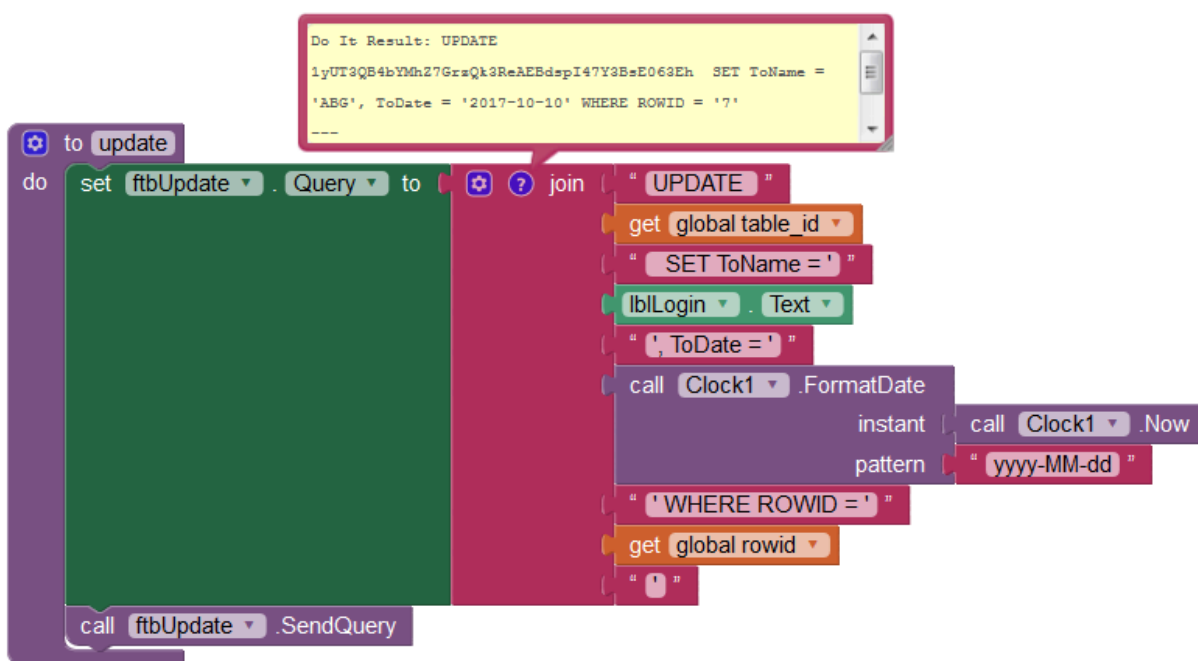 Do It Result: UPDATE
1yUT3QB4bYMhZ7GrzQk3ReAEBdspI47Y3BsE063Eh  SET ToName =
'ABG', ToDate = '2017-10-10' WHERE ROWID = '7'
---
to update
do set ftbUpdate . Query to ? join " UPDATE "
get global table_id
"  SET ToName = ' "
lblLogin . Text
" ', ToDate = ' "
call Clock1 .FormatDate
instant call Clock1 .Now
pattern " yyyy-MM-dd "
" ' WHERE ROWID = ' "
get global rowid
" ' "
call ftbUpdate .SendQuery